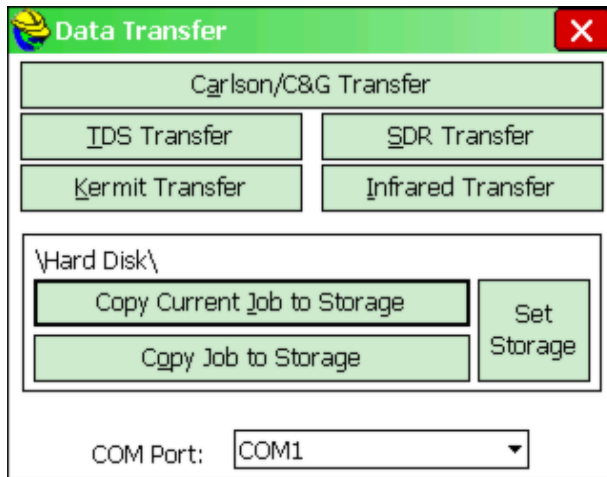 Data Transfer
Carlson/C&G Transfer
TDS Transfer
SDR Transfer
Kermit Transfer
Infrared Transfer
\Hard Disk\
Copy Current Job to Storage
Copy Job to Storage
Set
Storage
COM Port:
COM1